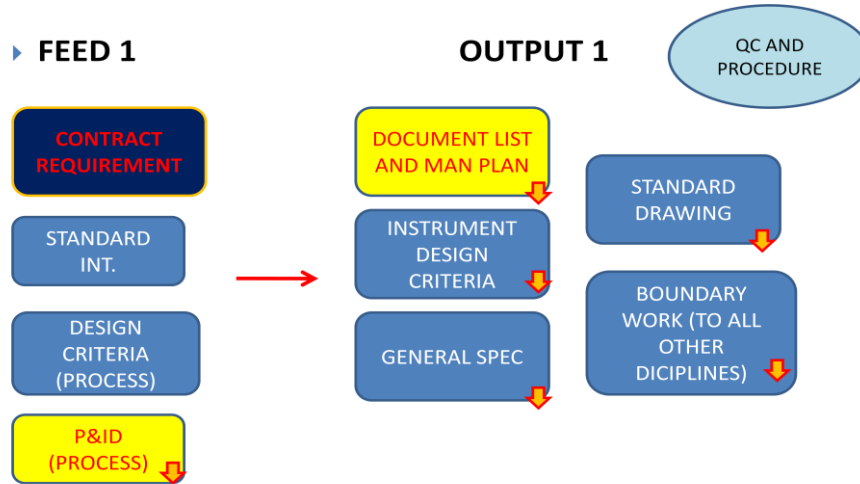 FEED 1
OUTPUT 1
QC AND
PROCEDURE
CONTRACT
REQUIREMENT
STANDARD
INT.
DESIGN
CRITERIA
(PROCESS)
P&ID
(PROCESS)
DOCUMENT LIST
AND MAN PLAN
INSTRUMENT
DESIGN
CRITERIA
GENERAL SPEC
STANDARD
DRAWING
BOUNDARY
WORK (TO ALL
OTHER
DICIPLINES)